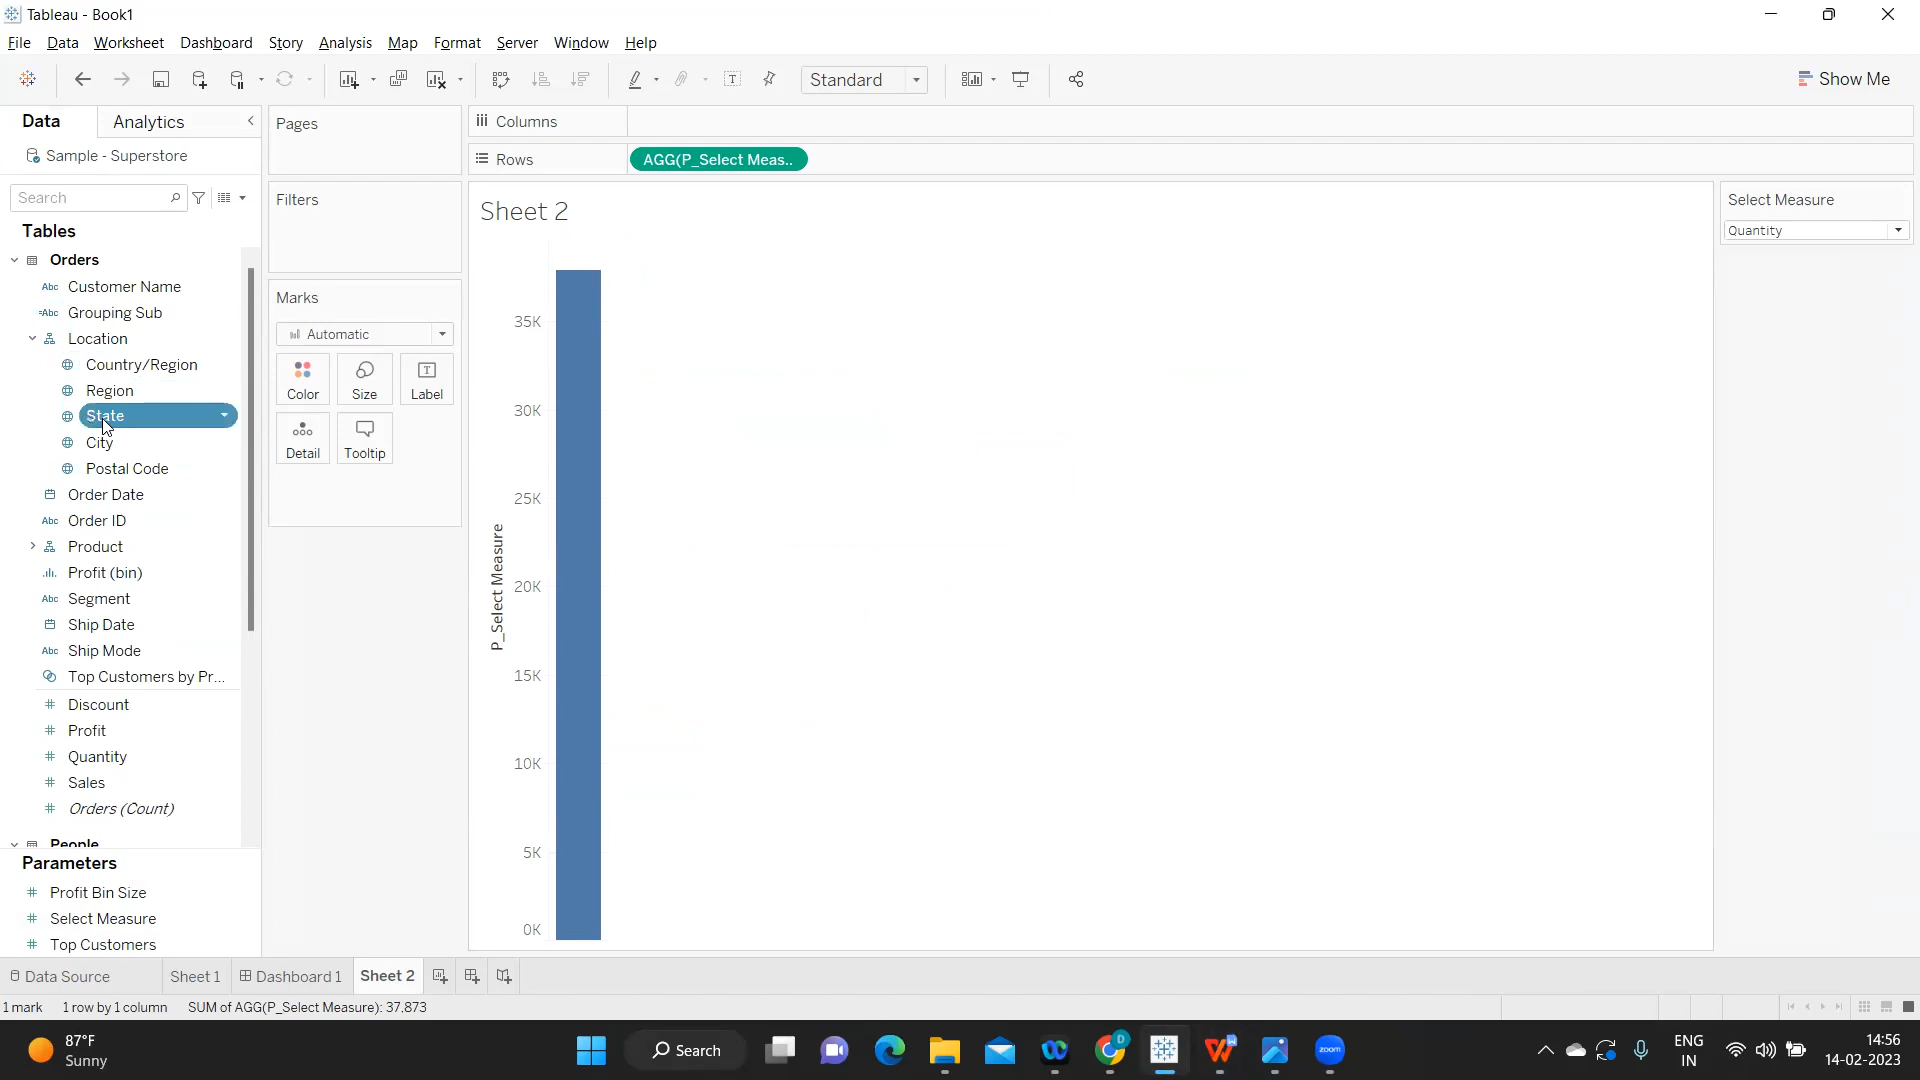 Tableau - Book1
File Data Worksheet Dashboard Story Analysis Map Format Server Window Help
Standard
Show Me
Data Analytics
Sample - Superstore
Search
Tables
Orders
Abc Customer Name
=Abc Grouping Sub
Location
Country/Region
Region
State
City
Postal Code
Order Date
Abc Order ID
Product
Profit (bin)
Abc Segment
Ship Date
Abc Ship Mode
Top Customers by Pr...
# Discount
# Profit
# Quantity
# Sales
# Orders (Count)
People
Parameters
# Profit Bin Size
# Select Measure
# Top Customers
Pages
Filters
Marks
Automatic
Color Size Label
Detail Tooltip
Columns
Rows AGG(P_Select Meas..
Sheet 2
P_Select Measure
35K
30K
25K
20K
15K
10K
5K
0K
Select Measure
Quantity
Data Source Sheet 1 Dashboard 1 Sheet 2
1 mark 1 row by 1 column SUM of AGG(P_Select Measure): 37,873
87°F
Sunny
Search
zoom
ENG
IN
14:56
14-02-2023